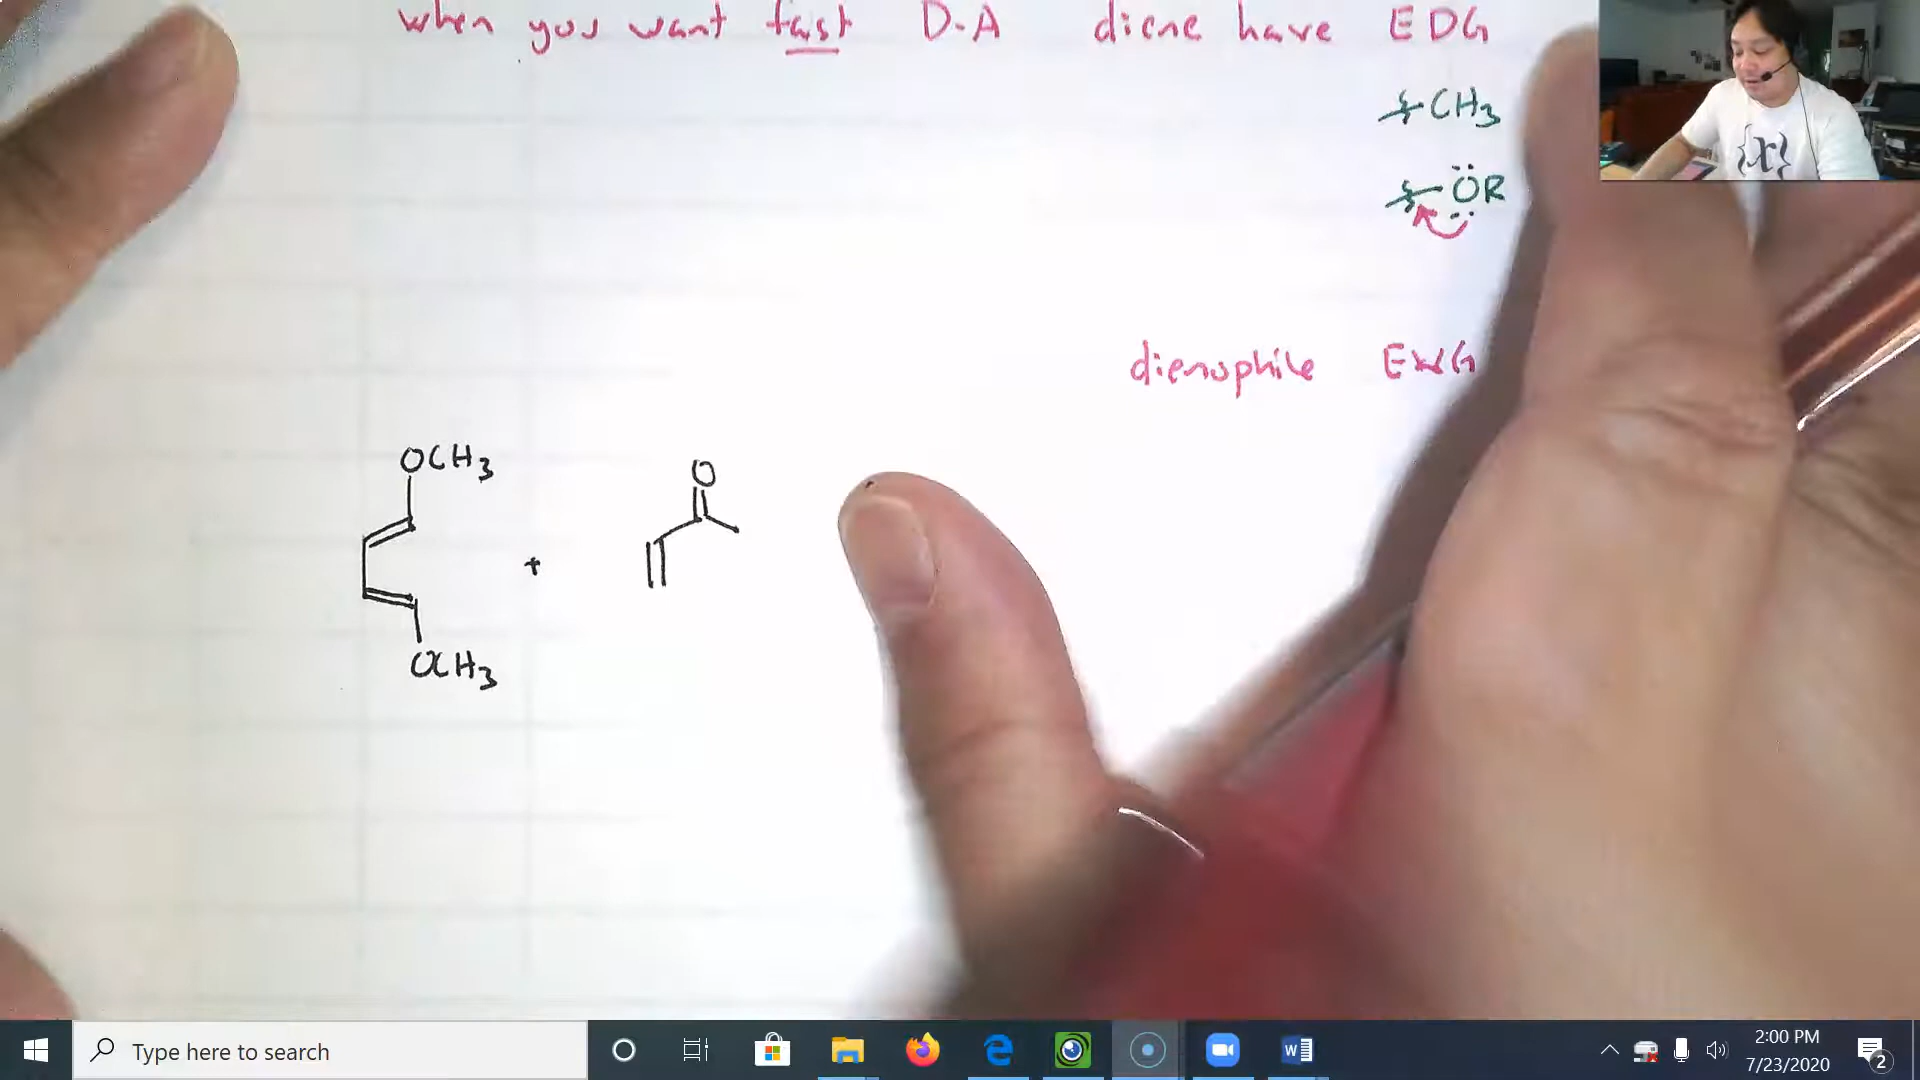 when you want fast D-A diene have EDG
CH3
OR
{x}
dienophile EWG
OCH3
O
+
OCH3
Type here to search
2:00 PM
7/23/2020
2